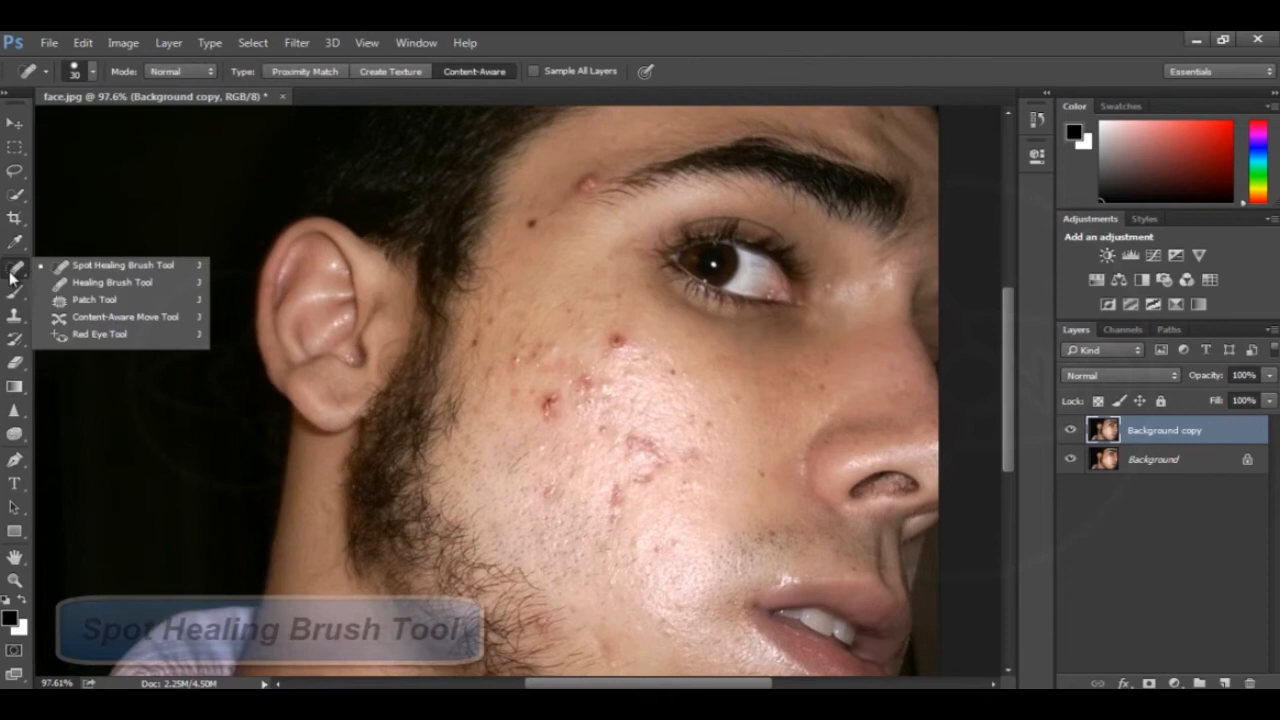 Ps File Edit Image Layer Type Select Filter 3D View Window Help
30 Mode: Normal Type: Proximity Match Create Texture Content-Aware Sample All Layers Essentials
face.jpg @ 97.6% (Background copy, RGB/8) * ×
Color Swatches
Adjustments Styles
Add an adjustment
Spot Healing Brush Tool J
Healing Brush Tool J
Patch Tool J
Content-Aware Move Tool J
Red Eye Tool J
Layers Channels Paths
Kind
Normal Opacity: 100%
Lock: Fill: 100%
Background copy
Background
Spot Healing Brush Tool
97.61% Doc: 2.25M/4.50M